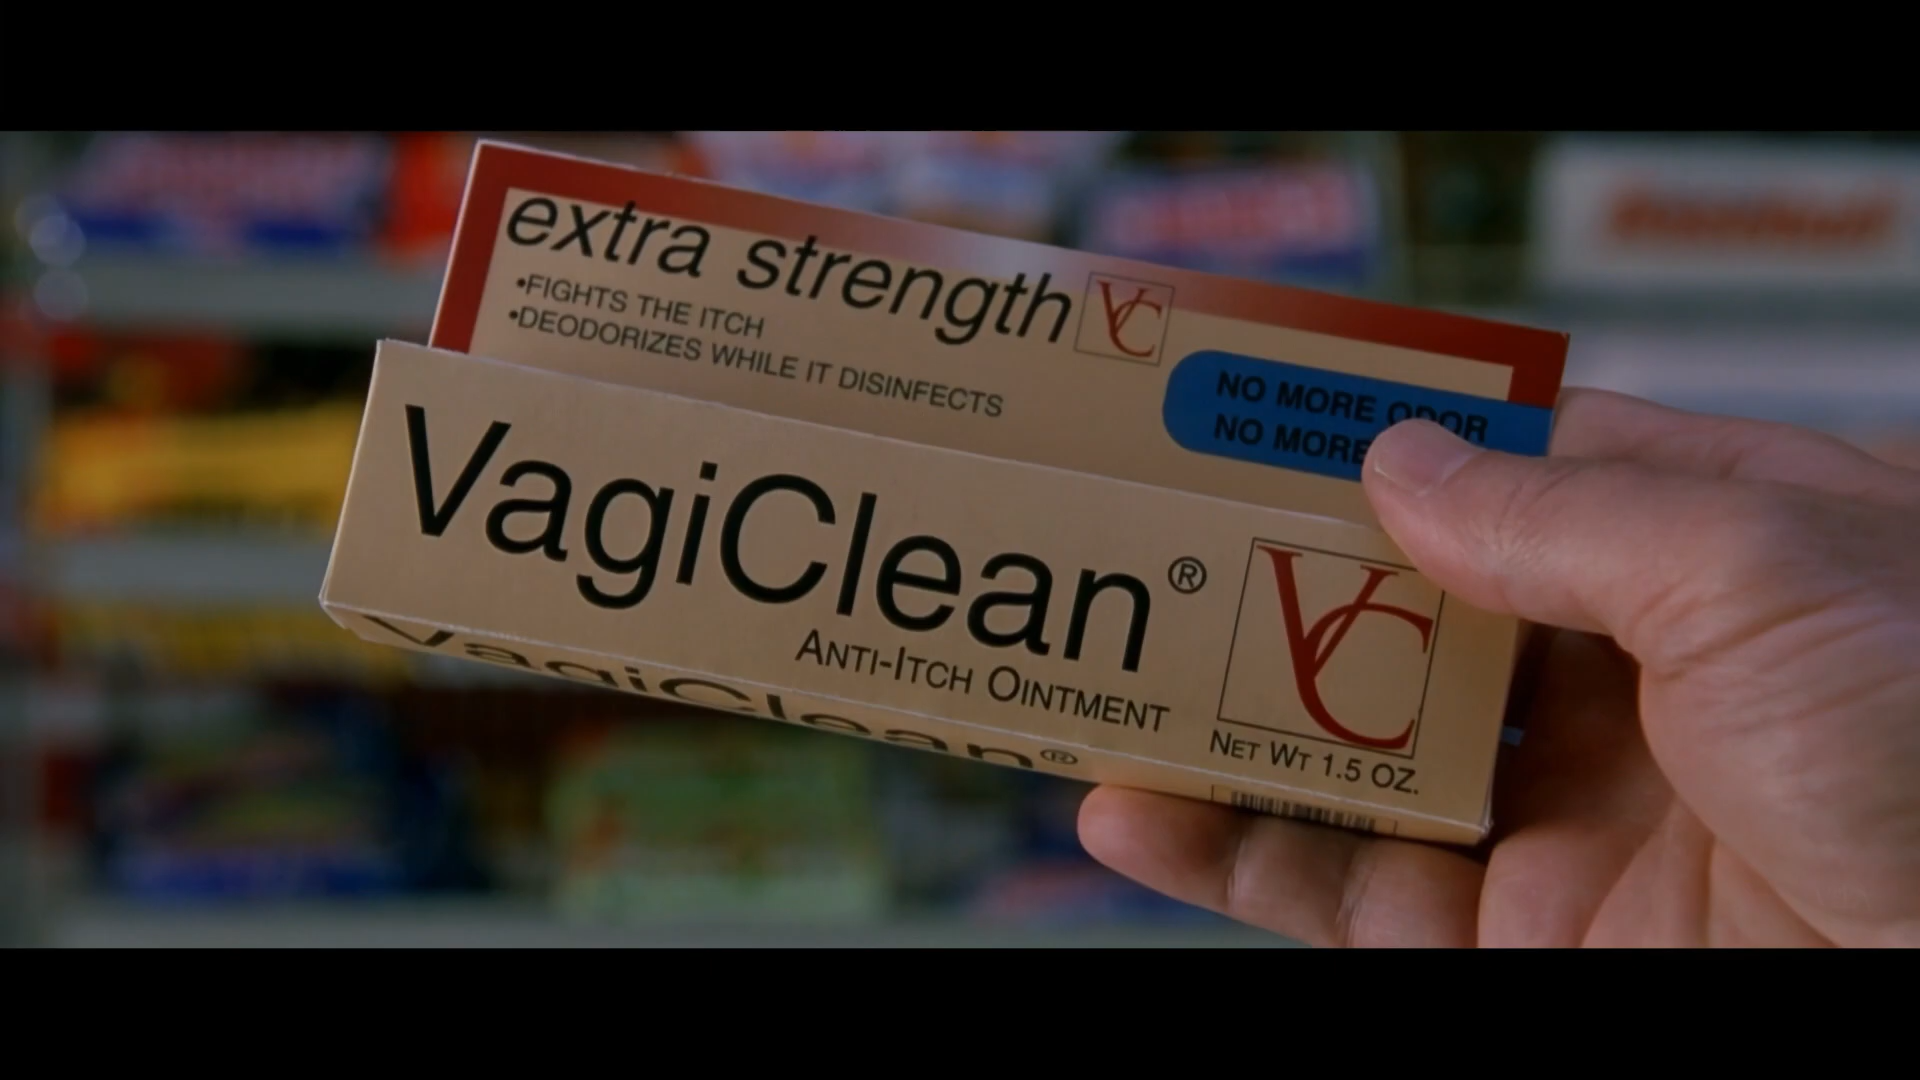 extra strength VC
•FIGHTS THE ITCH
•DEODORIZES WHILE IT DISINFECTS
NO MORE ODOR
NO MORE
VagiClean®
ANTI-ITCH OINTMENT
VC
NET WT 1.5 OZ.
VagiClean®